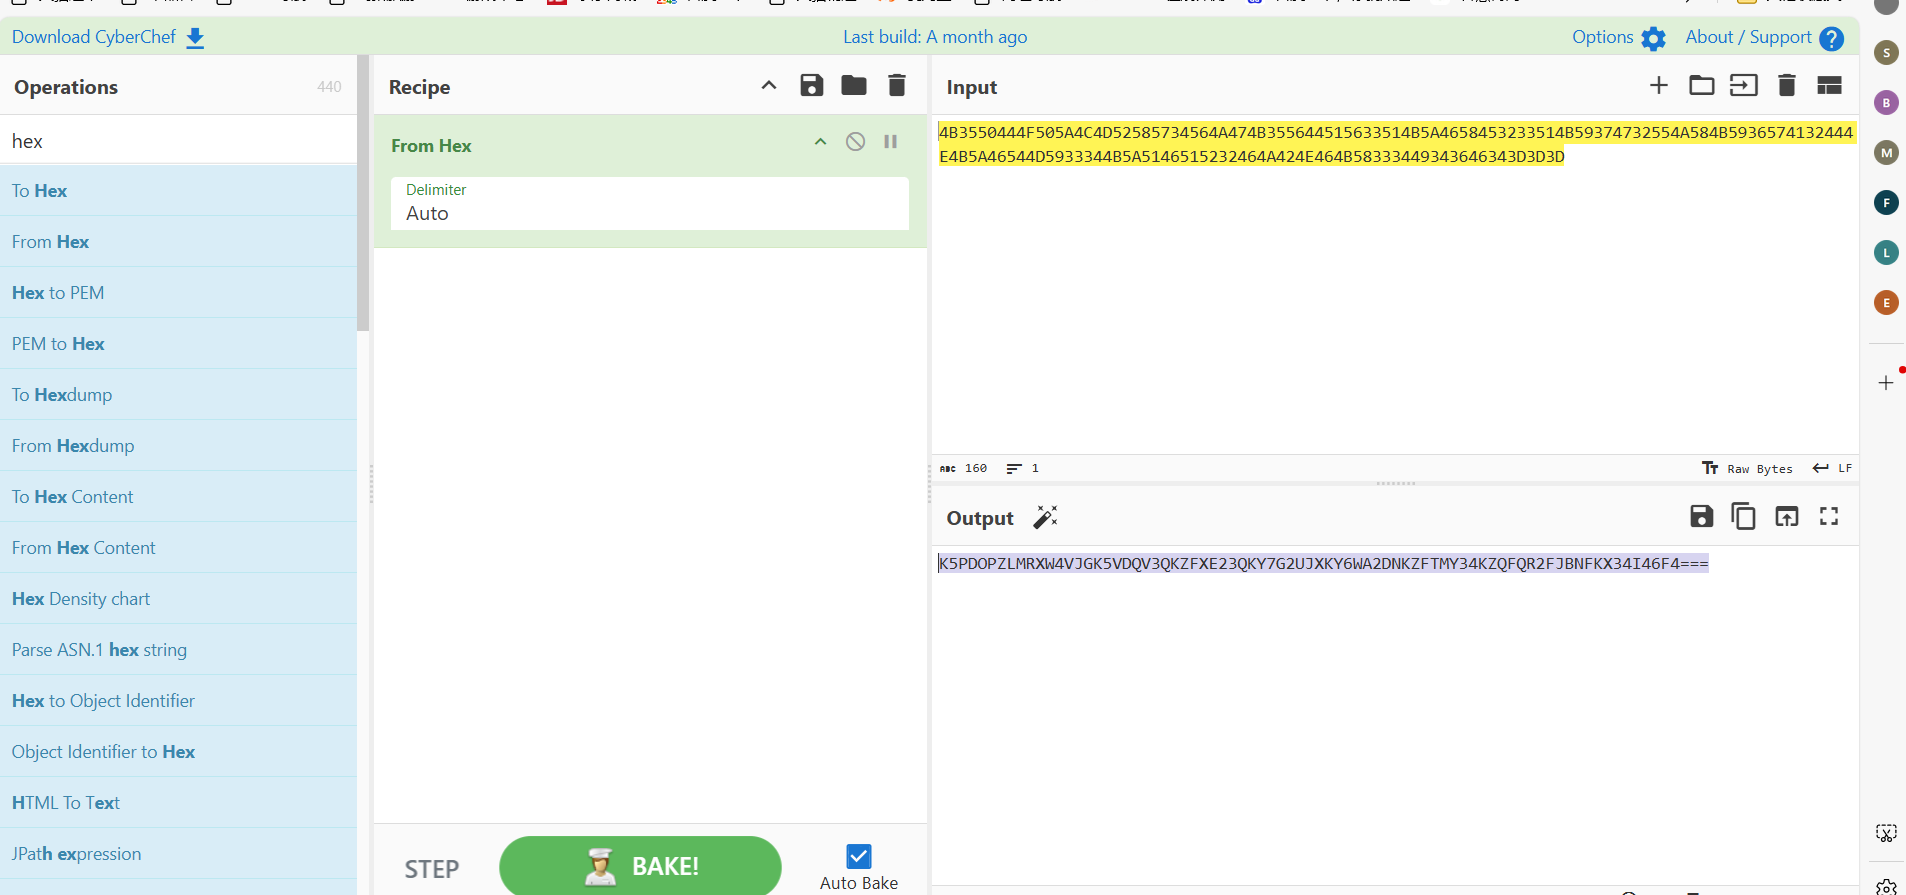 Download CyberChef
Last build: A month ago
Options
About / Support
Operations
440
hex
To Hex
From Hex
Hex to PEM
PEM to Hex
To Hexdump
From Hexdump
To Hex Content
From Hex Content
Hex Density chart
Parse ASN.1 hex string
Hex to Object Identifier
Object Identifier to Hex
HTML To Text
JPath expression
Recipe
From Hex
Delimiter
Auto
STEP
BAKE!
Auto Bake
Input
4B3550444F505A4C4D52585734564A474B355644515633514B5A4658453233514B59374732554A584B5936574132444
E4B5A46544D5933344B5A5146515232464A424E464B58333449343646343D3D3D
ABC 160
1
Raw Bytes
LF
Output
K5PDOPZLMRXW4VJGK5VDQV3QKZFXE23QKY7G2UJXKY6WA2DNKZFTMY34KZQFQR2FJBNFKX34I46F4===
S
B
M
F
L
E